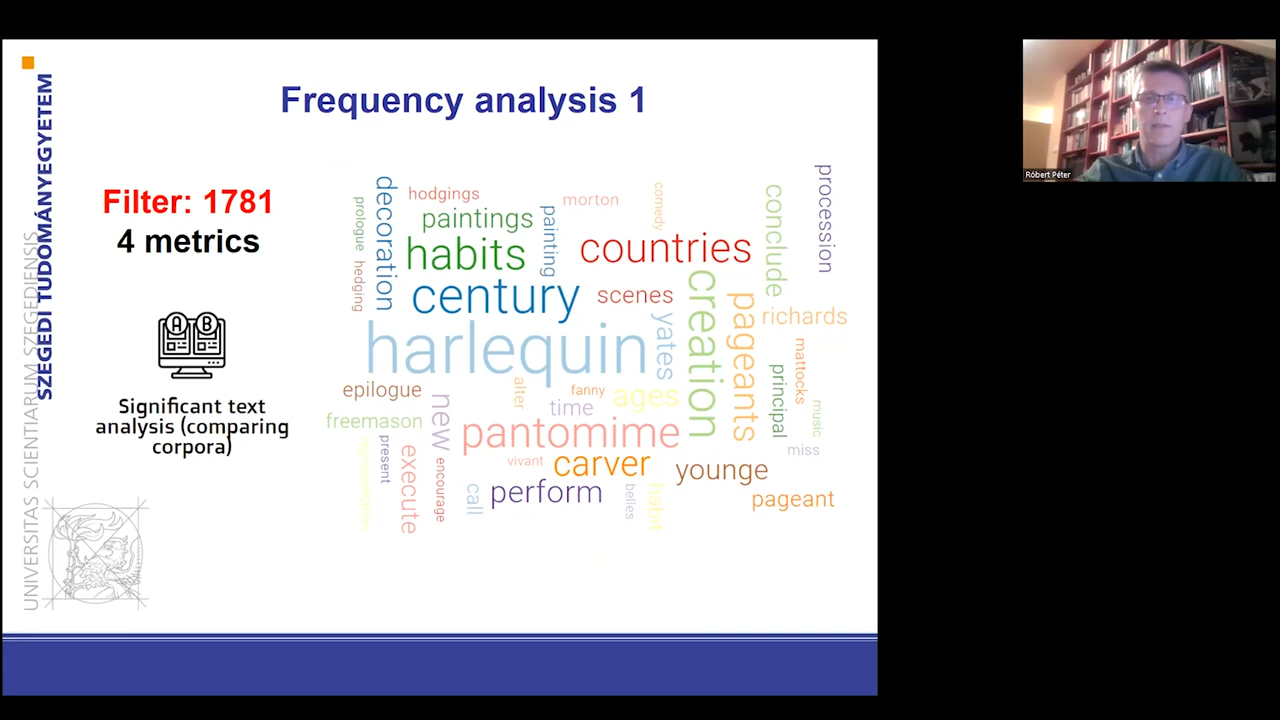 Frequency analysis 1
SZEGEDI TUDOMÁNYEGYETEM
UNIVERSITAS SCIENTIARUM SZEGEDIENSIS
Filter: 1781
4 metrics
A B
Significant text
analysis (comparing
corpora)
procession
decoration
hodgings
prologue
paintings
morton
comedy
conclude
painting
habits
countries
hedging
century
scenes
creation
pageants
richards
harlequin
yates
mattocks
epilogue
alter
fanny
ages
principal
music
freemason
new
time
pantomime
miss
present
execute
encourage
vivant
carver
younge
call
perform
belles
habit
pageant
representation
Róbert Péter